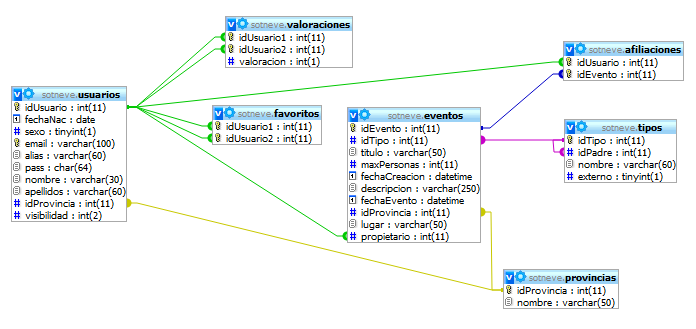 sotneve.valoraciones
idUsuario1 : int(11)
idUsuario2 : int(11)
valoracion : int(1)
sotneve.afiliaciones
idUsuario : int(11)
idEvento : int(11)
sotneve.usuarios
idUsuario : int(11)
fechaNac : date
sexo : tinyint(1)
email : varchar(100)
alias : varchar(60)
pass : char(64)
nombre : varchar(30)
apellidos : varchar(60)
idProvincia : int(11)
visibilidad : int(2)
sotneve.favoritos
idUsuario1 : int(11)
idUsuario2 : int(11)
sotneve.eventos
idEvento : int(11)
idTipo : int(11)
titulo : varchar(50)
maxPersonas : int(11)
fechaCreacion : datetime
descripcion : varchar(250)
fechaEvento : datetime
idProvincia : int(11)
lugar : varchar(50)
propietario : int(11)
sotneve.tipos
idTipo : int(11)
idPadre : int(11)
nombre : varchar(60)
externo : tinyint(1)
sotneve.provincias
idProvincia : int(11)
nombre : varchar(50)